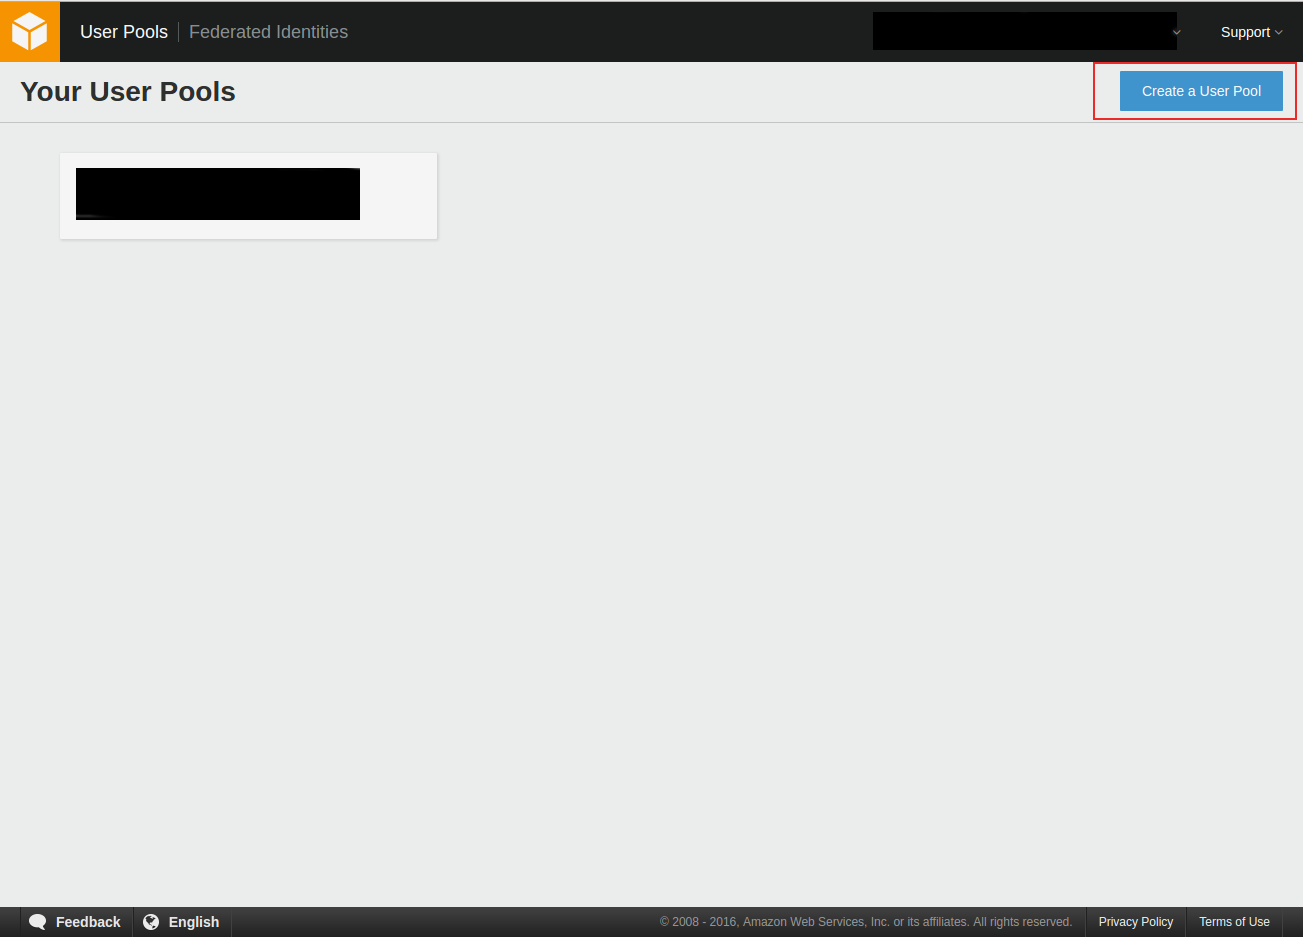 User Pools Federated Identities Support
Your User Pools Create a User Pool
Feedback English © 2008 - 2016, Amazon Web Services, Inc. or its affiliates. All rights reserved. Privacy Policy Terms of Use